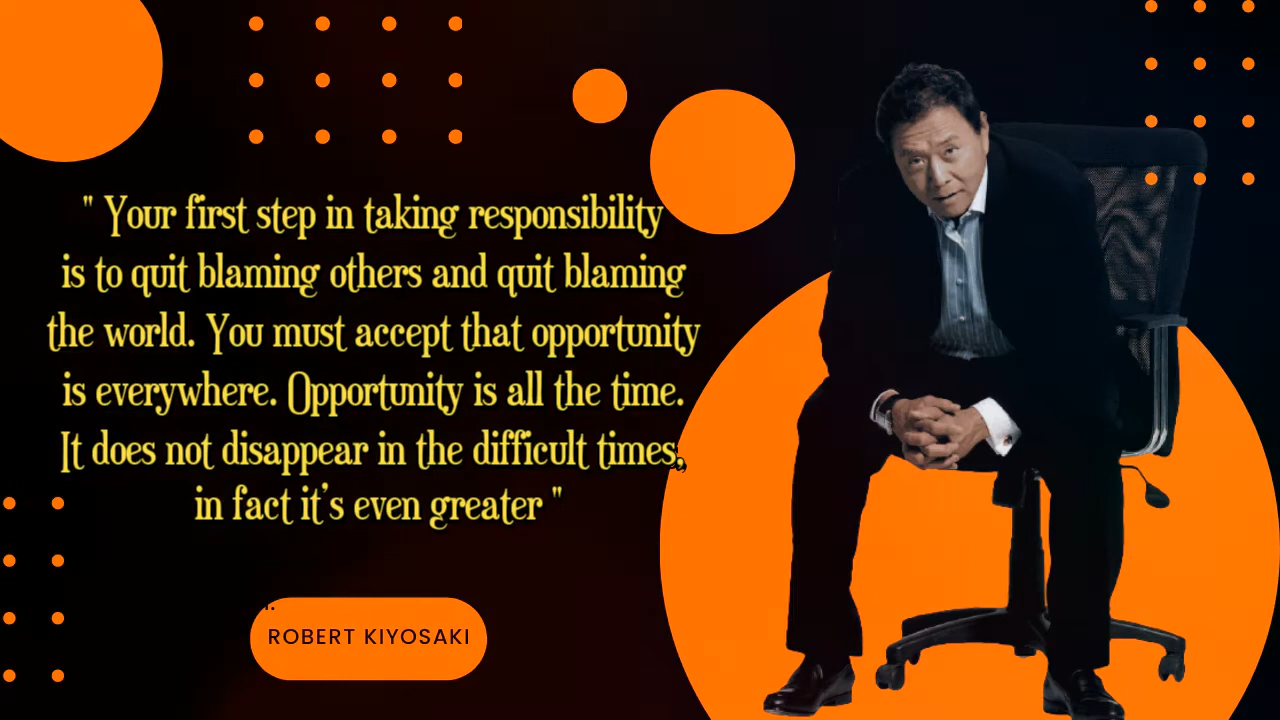 " Your first step in taking responsibility
is to quit blaming others and quit blaming
the world. You must accept that opportunity
is everywhere. Opportunity is all the time.
It does not disappear in the difficult times,
in fact it's even greater "
ROBERT KIYOSAKI